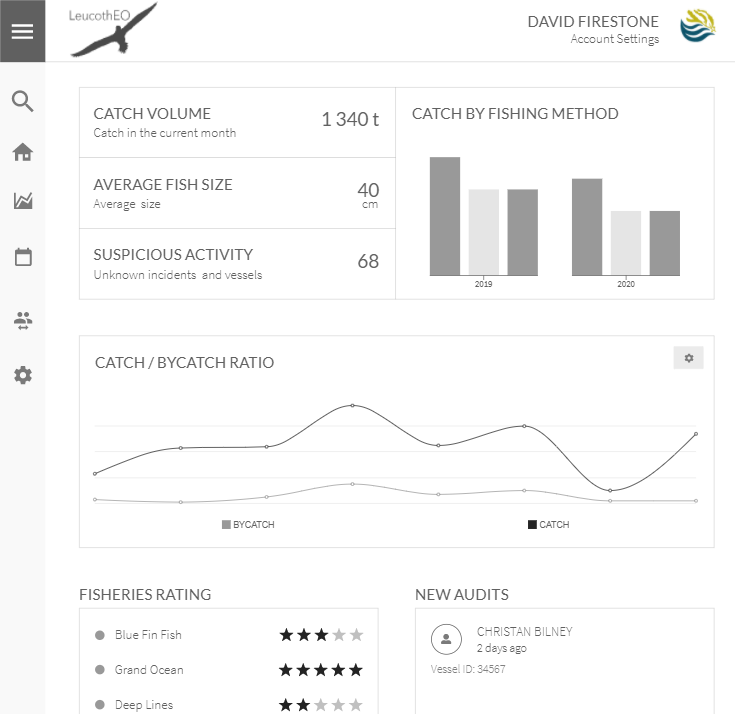 LeucothEO
DAVID FIRESTONE
Account Settings
CATCH VOLUME
Catch in the current month
1 340 t
AVERAGE FISH SIZE
Average size
40
cm
SUSPICIOUS ACTIVITY
Unknown incidents and vessels
68
CATCH BY FISHING METHOD
2019
2020
CATCH / BYCATCH RATIO
BYCATCH
CATCH
FISHERIES RATING
Blue Fin Fish
Grand Ocean
Deep Lines
NEW AUDITS
CHRISTAN BILNEY
2 days ago
Vessel ID: 34567